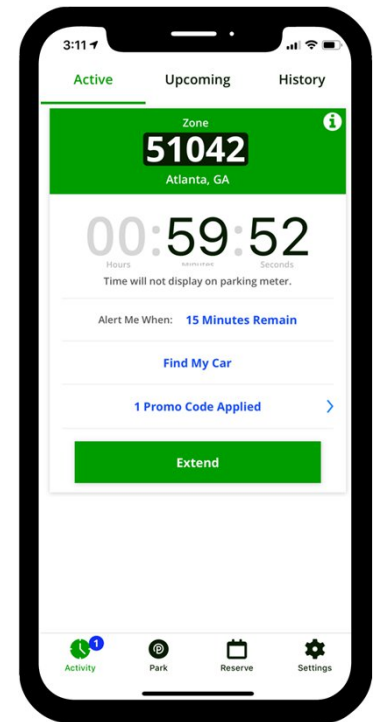 3:11
Active Upcoming History
Zone
51042
Atlanta, GA
00:59:52
Hours Minutes Seconds
Time will not display on parking meter.
Alert Me When: 15 Minutes Remain
Find My Car
1 Promo Code Applied
Extend
1
Activity Park Reserve Settings